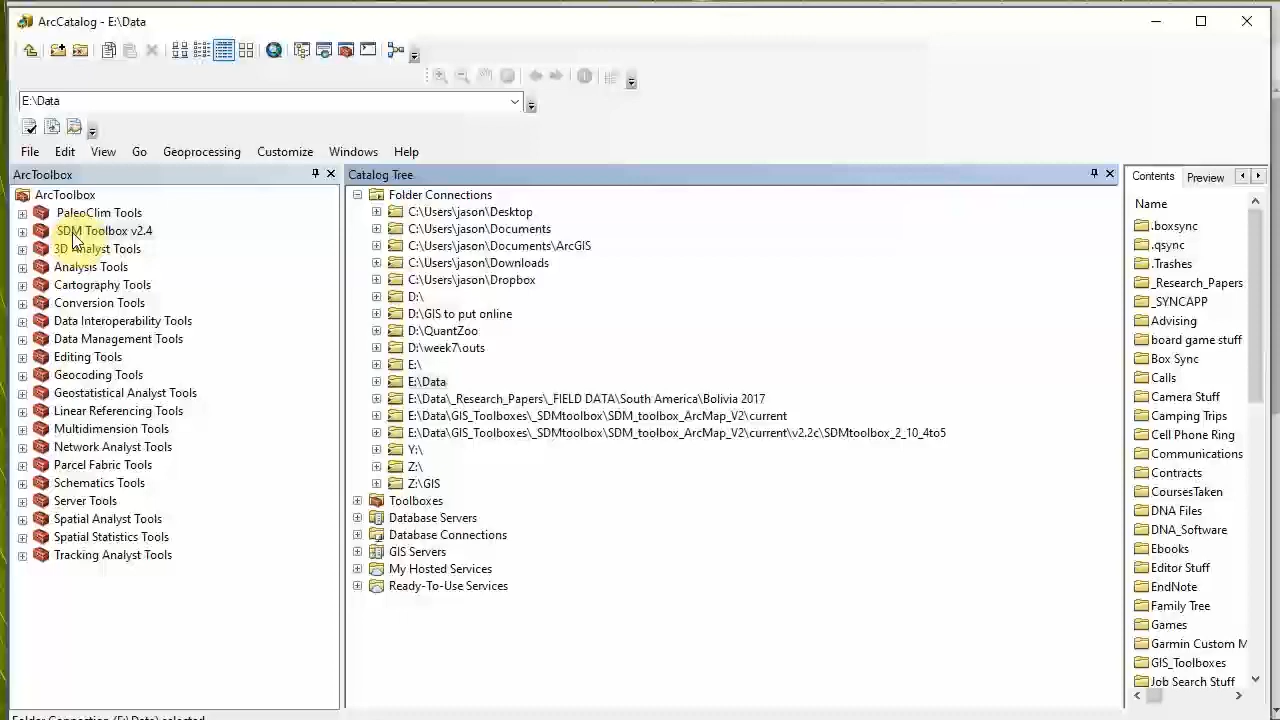 ArcCatalog - E:\Data
E:\Data
File Edit View Go Geoprocessing Customize Windows Help
ArcToolbox
ArcToolbox
PaleoClim Tools
SDM Toolbox v2.4
3D Analyst Tools
Analysis Tools
Cartography Tools
Conversion Tools
Data Interoperability Tools
Data Management Tools
Editing Tools
Geocoding Tools
Geostatistical Analyst Tools
Linear Referencing Tools
Multidimension Tools
Network Analyst Tools
Parcel Fabric Tools
Schematics Tools
Server Tools
Spatial Analyst Tools
Spatial Statistics Tools
Tracking Analyst Tools
Catalog Tree
Folder Connections
C:\Users\jason\Desktop
C:\Users\jason\Documents
C:\Users\jason\Documents\ArcGIS
C:\Users\jason\Downloads
C:\Users\jason\Dropbox
D:\
D:\GIS to put online
D:\QuantZoo
D:\week7\outs
E:\
E:\Data
E:\Data\_Research_Papers\_FIELD DATA\South America\Bolivia 2017
E:\Data\GIS_Toolboxes\_SDMtoolbox\SDM_toolbox_ArcMap_V2\current
E:\Data\GIS_Toolboxes\_SDMtoolbox\SDM_toolbox_ArcMap_V2\current\v2.2c\SDMtoolbox_2_10_4to5
Y:\
Z:\
Z:\GIS
Toolboxes
Database Servers
Database Connections
GIS Servers
My Hosted Services
Ready-To-Use Services
Contents Preview
Name
.boxsync
.qsync
.Trashes
_Research_Papers
_SYNCAPP
Advising
board game stuff
Box Sync
Calls
Camera Stuff
Camping Trips
Cell Phone Ring
Communications
Contracts
CoursesTaken
DNA Files
DNA_Software
Ebooks
Editor Stuff
EndNote
Family Tree
Games
Garmin Custom M
GIS_Toolboxes
Job Search Stuff
Folder Connection (E:\Data) selected